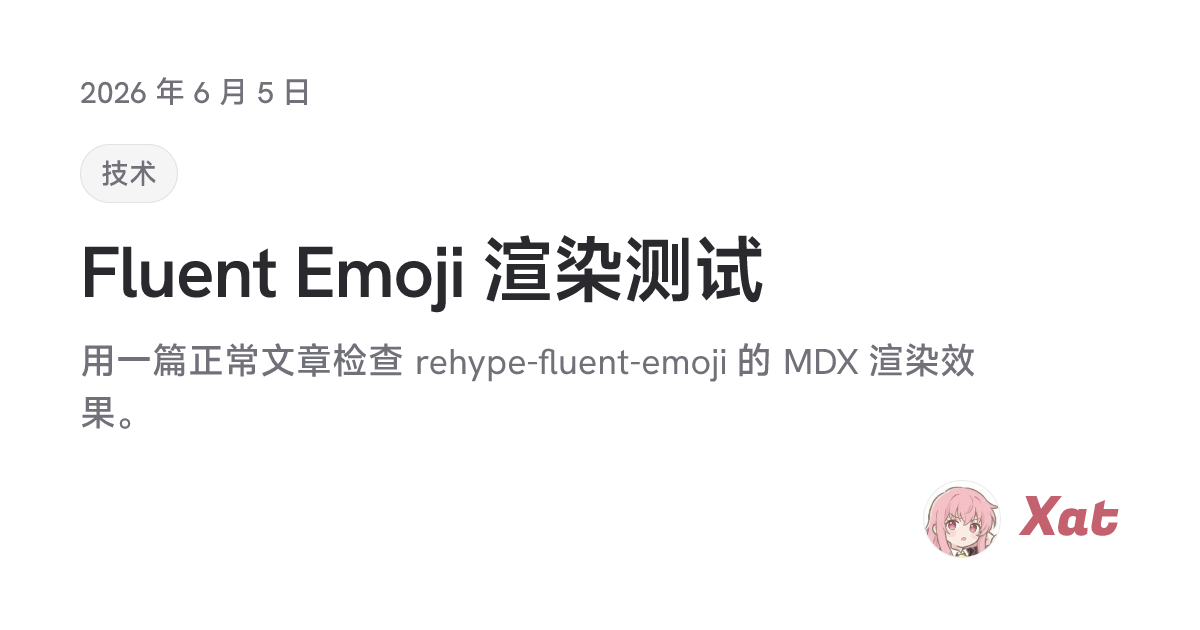 2026 年 6 月 5 日
技术
Fluent Emoji 渲染测试
用一篇正常文章检查 rehype-fluent-emoji 的 MDX 渲染效
果。
Xat